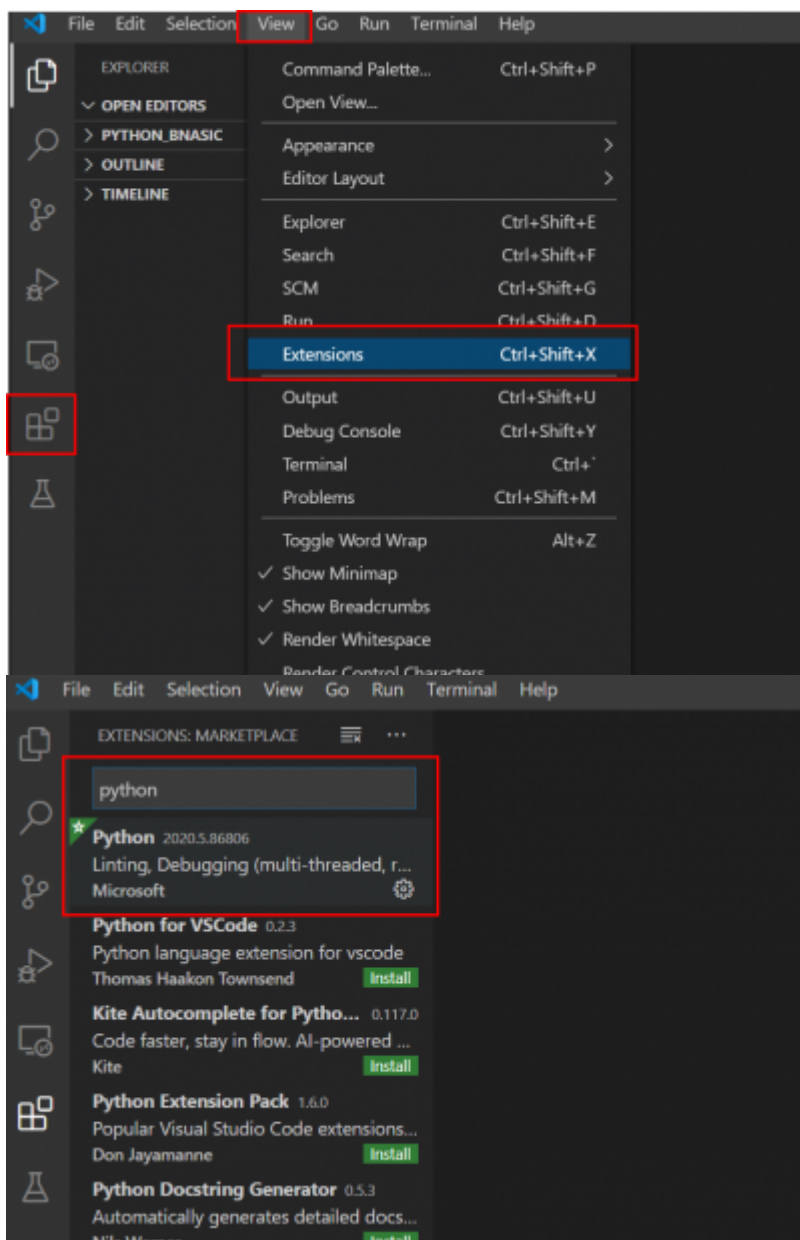 File Edit Selection View Go Run Terminal Help
EXPLORER
OPEN EDITORS
PYTHON_BNASIC
OUTLINE
TIMELINE
Command Palette... Ctrl+Shift+P
Open View...
Appearance
Editor Layout
Explorer Ctrl+Shift+E
Search Ctrl+Shift+F
SCM Ctrl+Shift+G
Run Ctrl+Shift+D
Extensions Ctrl+Shift+X
Output Ctrl+Shift+U
Debug Console Ctrl+Shift+Y
Terminal Ctrl+`
Problems Ctrl+Shift+M
Toggle Word Wrap Alt+Z
Show Minimap
Show Breadcrumbs
Render Whitespace
Render Control Characters
File Edit Selection View Go Run Terminal Help
EXTENSIONS: MARKETPLACE ...
python
Python 2020.5.86806
Linting, Debugging (multi-threaded, r...
Microsoft
Python for VSCode 0.2.3
Python language extension for vscode
Thomas Haakon Townsend Install
Kite Autocomplete for Pytho... 0.117.0
Code faster, stay in flow. AI-powered ...
Kite Install
Python Extension Pack 1.6.0
Popular Visual Studio Code extensions...
Don Jayamanne Install
Python Docstring Generator 0.5.3
Automatically generates detailed docs...
Install